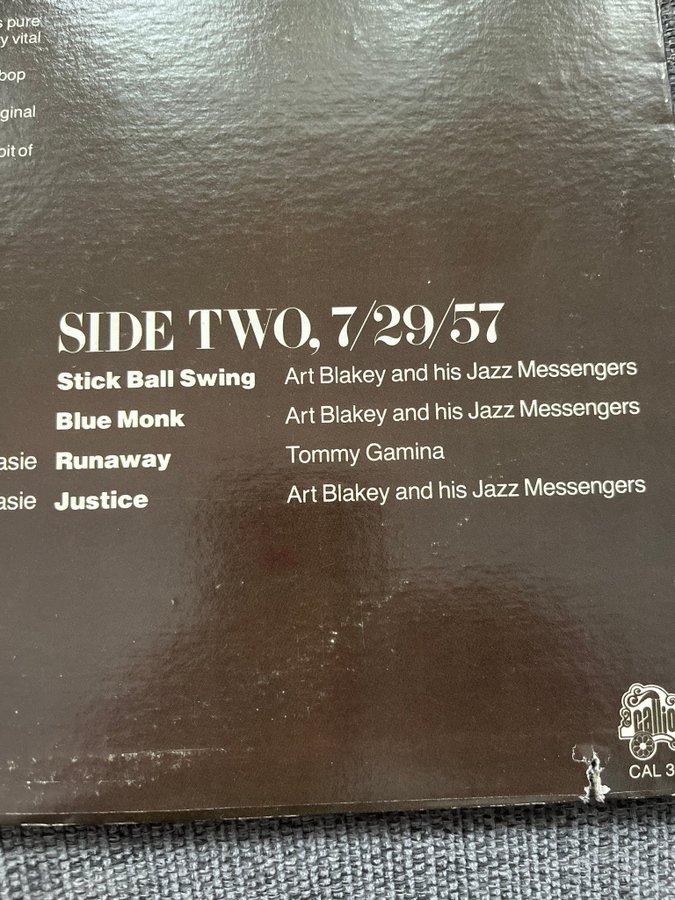 s pure
y vital
bop
ginal
bit of
SIDE TWO, 7/29/57
Stick Ball Swing Art Blakey and his Jazz Messengers
Blue Monk Art Blakey and his Jazz Messengers
asie Runaway Tommy Gamina
asie Justice Art Blakey and his Jazz Messengers
callio
CAL 3